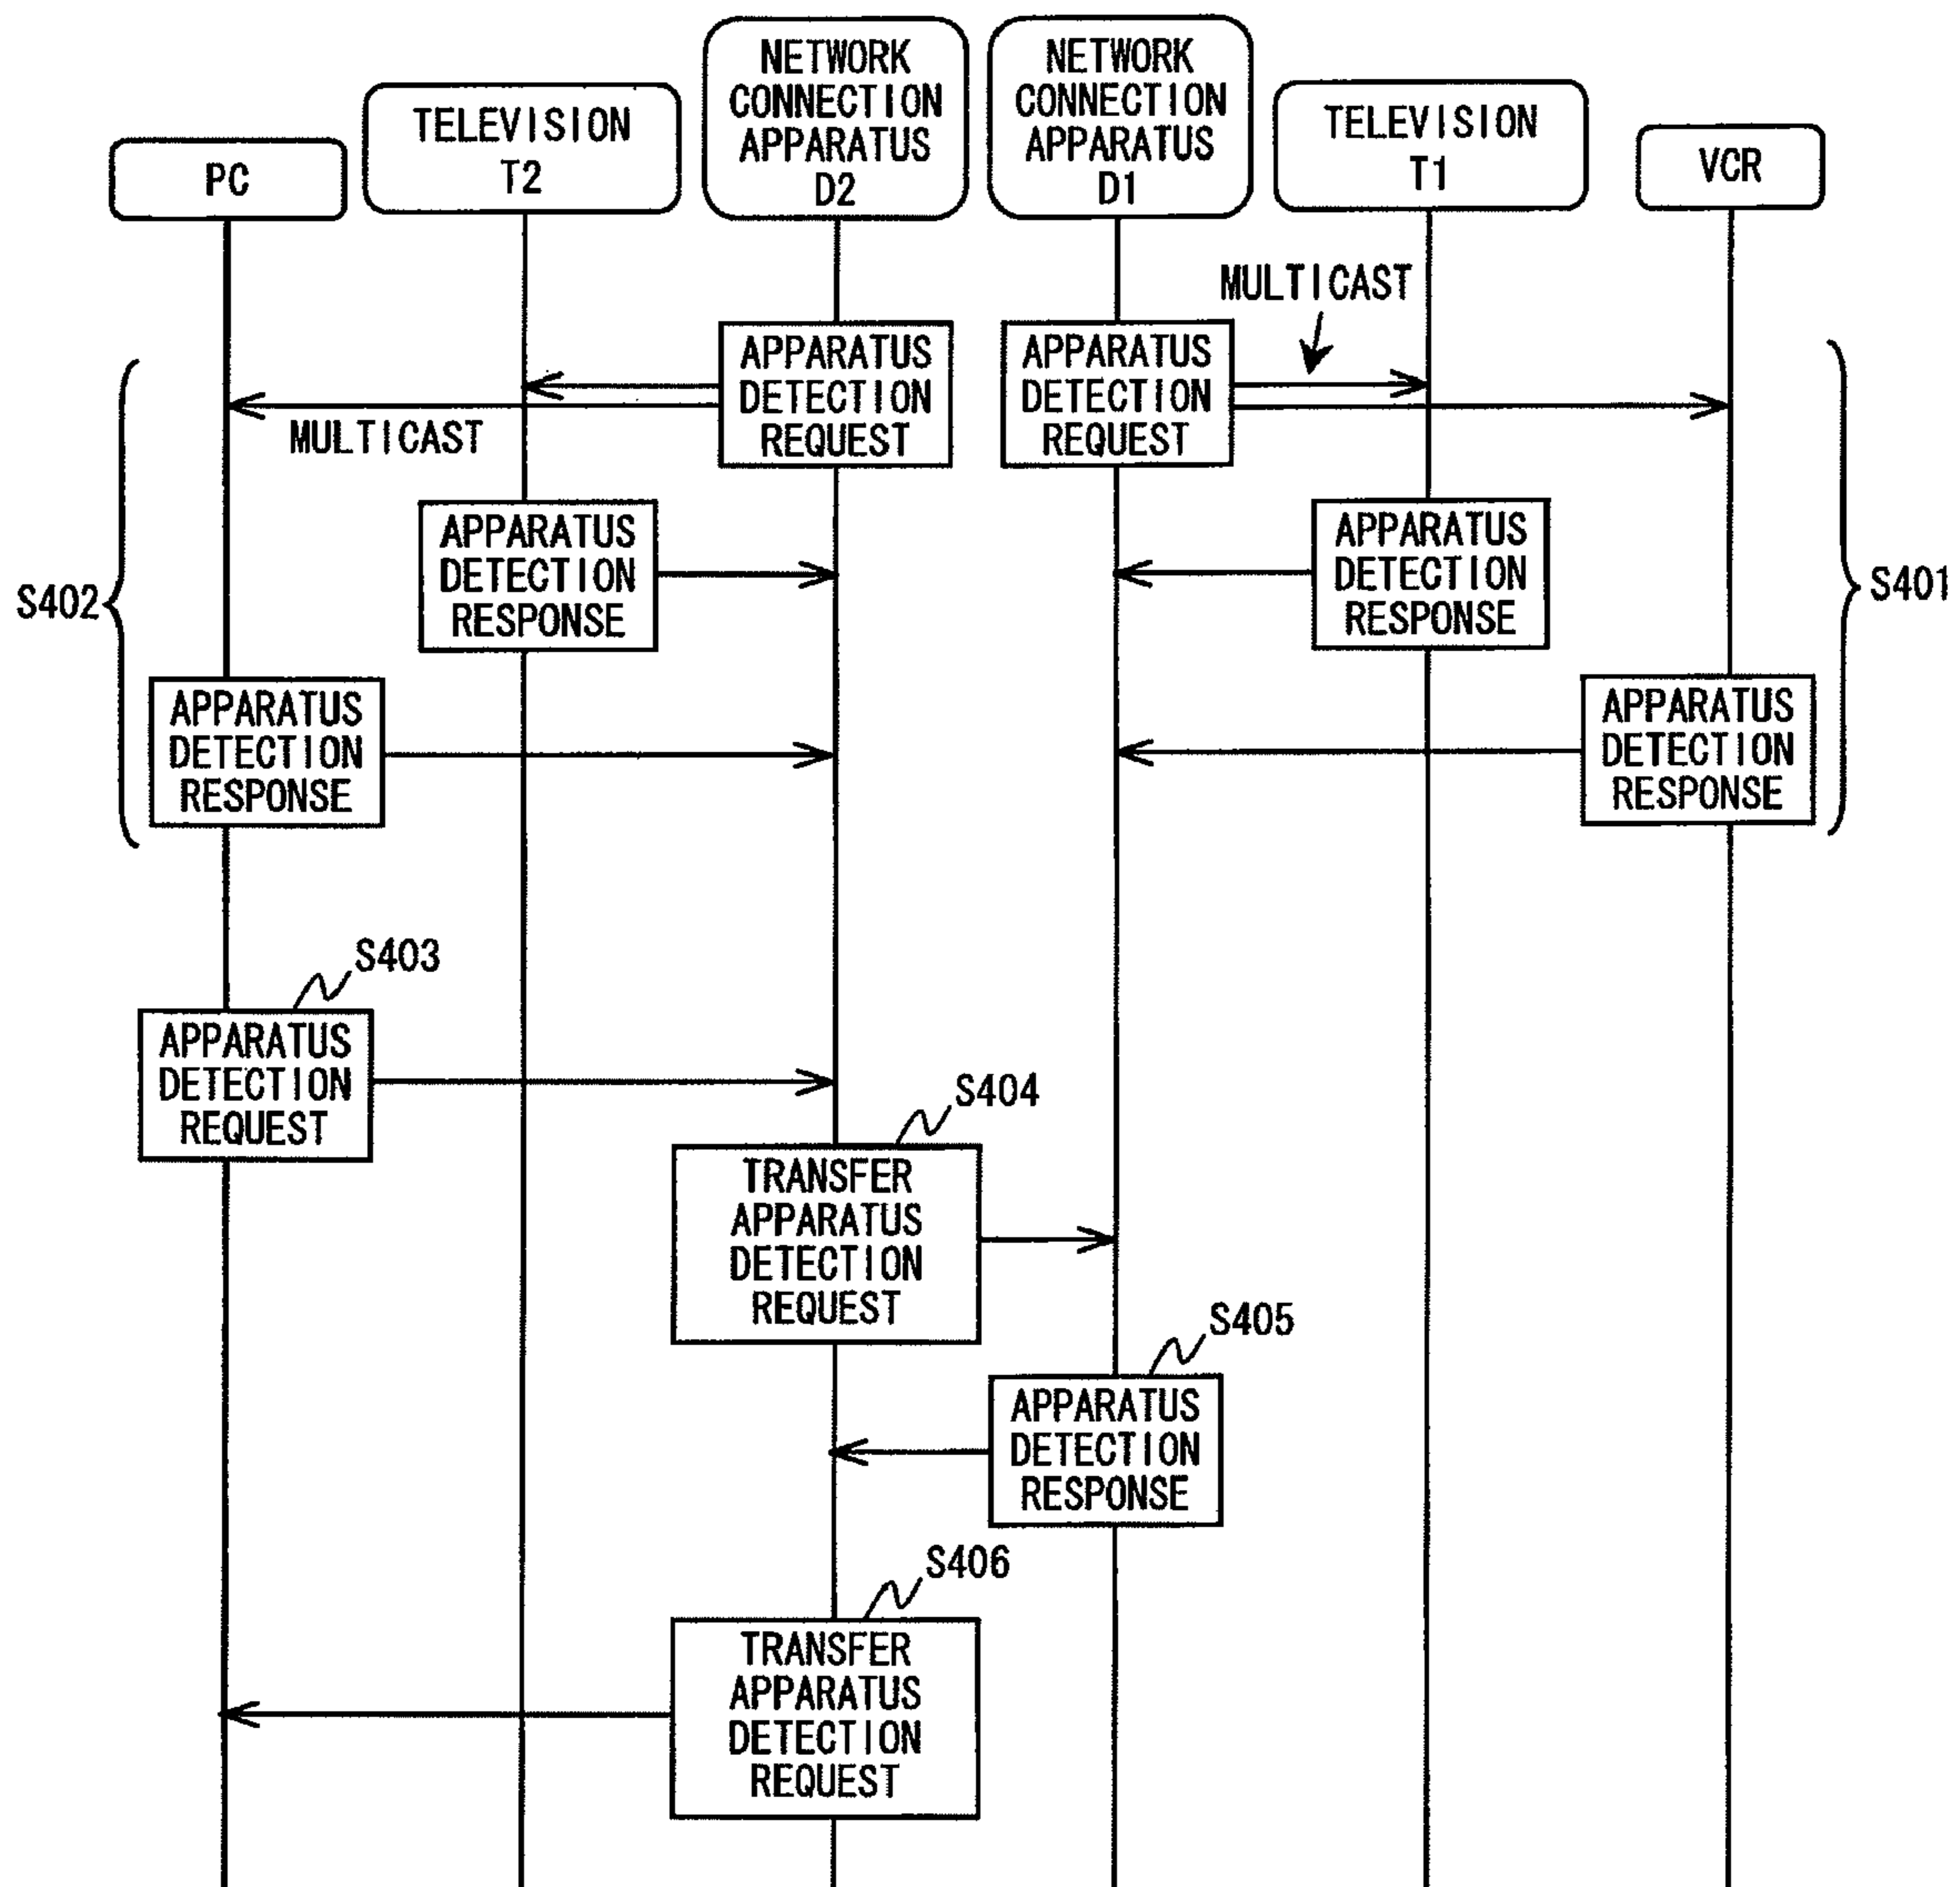 PC
TELEVISION
T2
NETWORK
CONNECTION
APPARATUS
D2
NETWORK
CONNECTION
APPARATUS
D1
TELEVISION
T1
VCR
MULTICAST
APPARATUS
DETECTION
REQUEST
APPARATUS
DETECTION
REQUEST
MULTICAST
APPARATUS
DETECTION
RESPONSE
APPARATUS
DETECTION
RESPONSE
S402
S401
APPARATUS
DETECTION
RESPONSE
APPARATUS
DETECTION
RESPONSE
S403
APPARATUS
DETECTION
REQUEST
S404
TRANSFER
APPARATUS
DETECTION
REQUEST
S405
APPARATUS
DETECTION
RESPONSE
S406
TRANSFER
APPARATUS
DETECTION
REQUEST